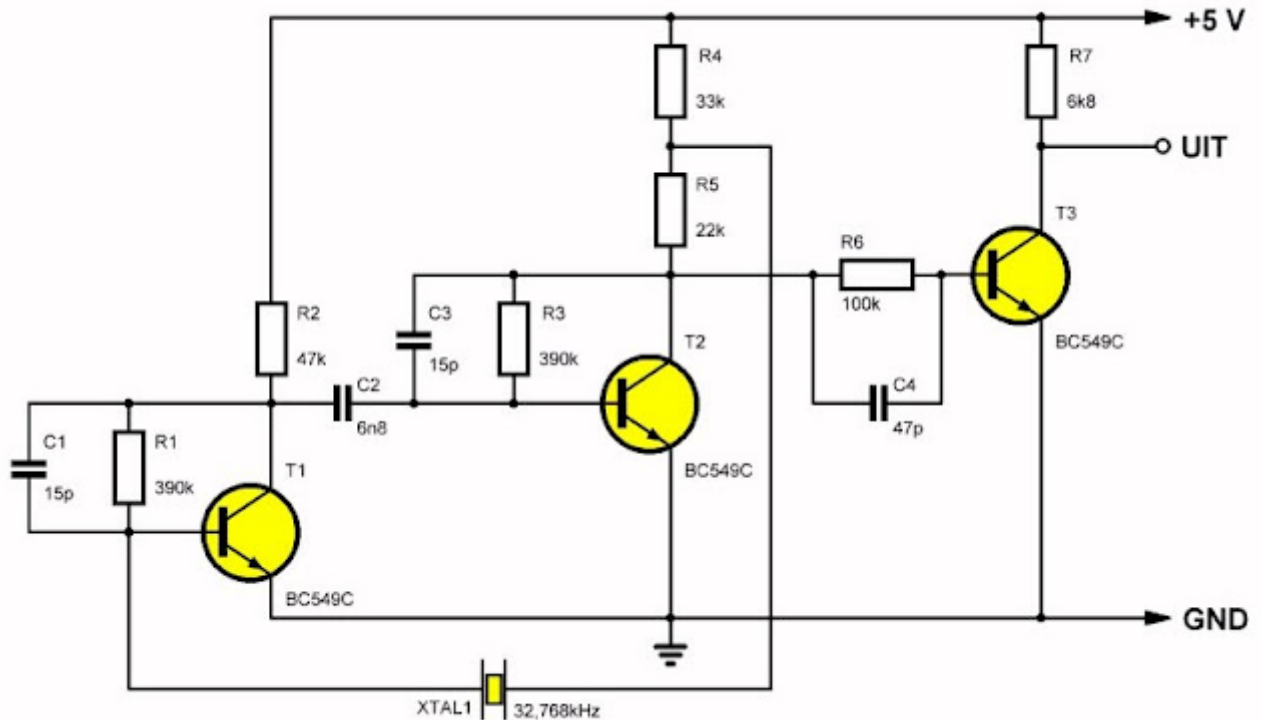 +5 V
R4
33k
R7
6k8
UIT
R5
22k
T3
R6
100k
R2
47k
C3
15p
R3
390k
T2
BC549C
C2
6n8
C4
47p
C1
15p
R1
390k
T1
BC549C
BC549C
GND
XTAL1
32,768kHz